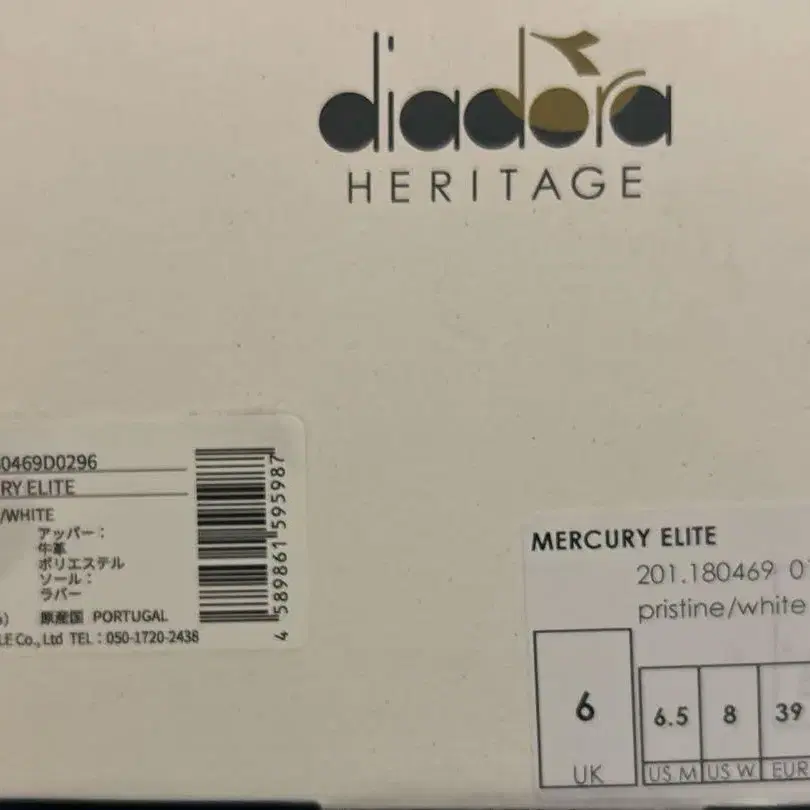 diadora
HERITAGE
0469D0296
RY ELITE
/WHITE
アッパー：
牛革
ポリエステル
ソール：
ラバー
原産国 PORTUGAL
LE Co., Ltd TEL：050-1720-2438
4 589861 595987
MERCURY ELITE
201.180469 0
pristine/white
6 6.5 8 39
UK US M US W EUR